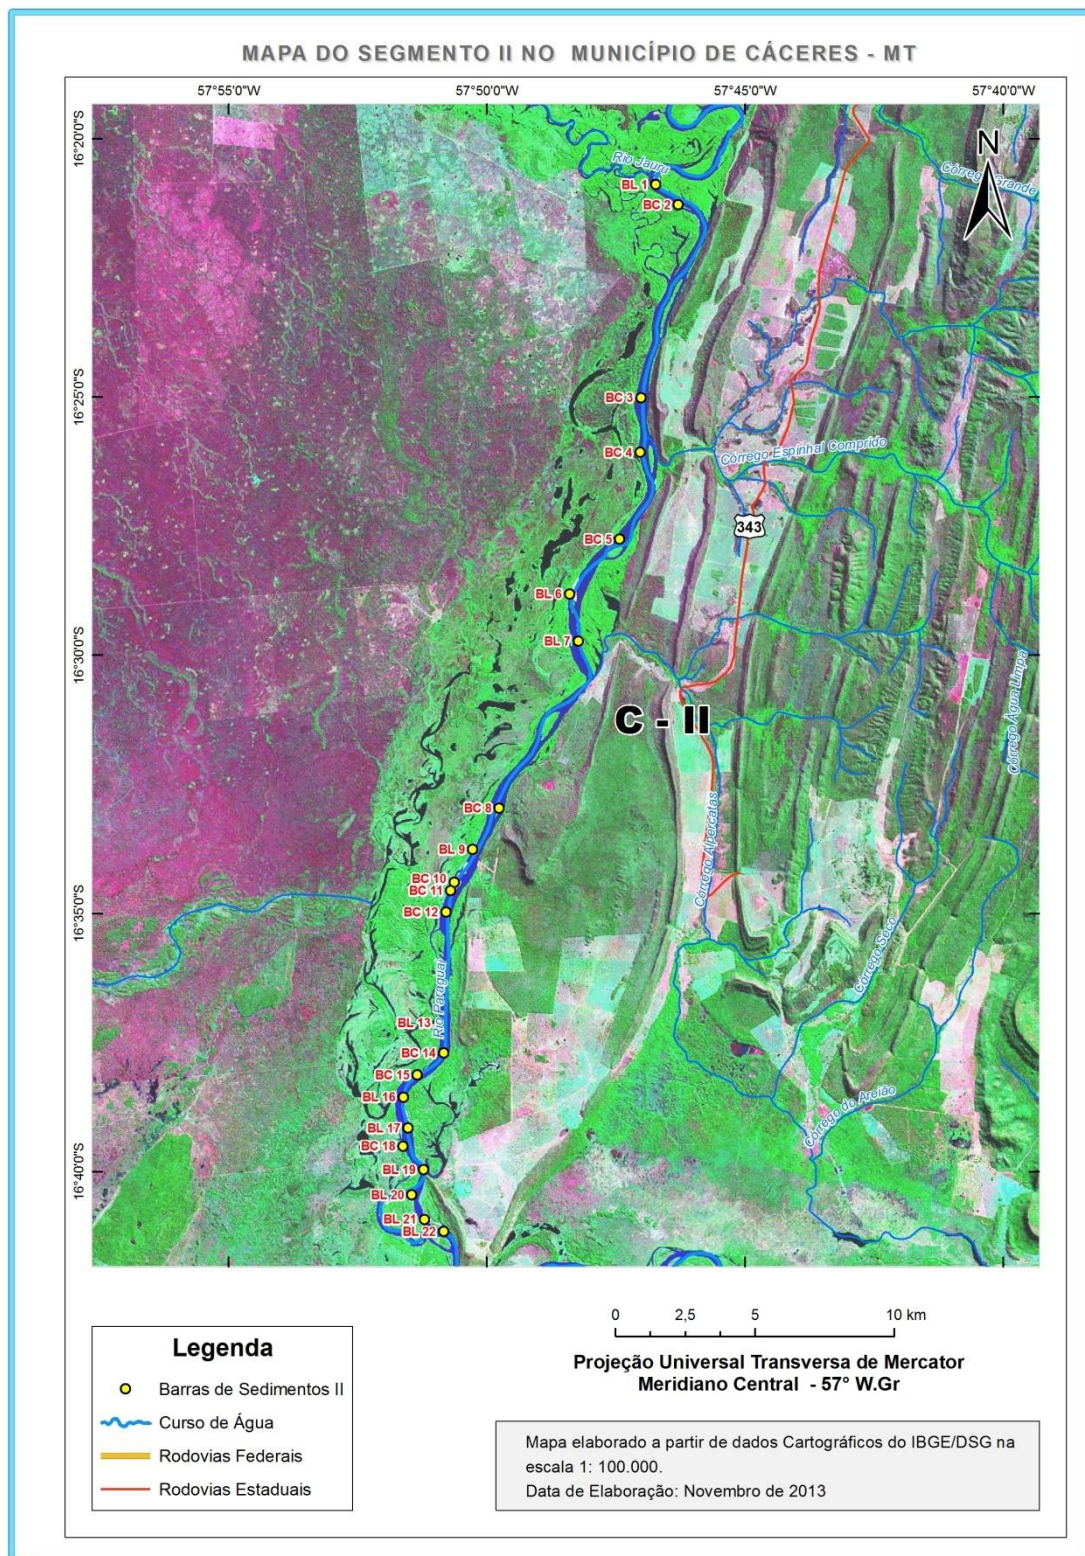 MAPA DO SEGMENTO II NO MUNICÍPIO DE CÁCERES - MT
57°55'0"W
57°50'0"W
57°45'0"W
57°40'0"W
16°20'0"S
16°25'0"S
16°30'0"S
16°35'0"S
16°40'0"S
N
Rio Jauru
Córrego Grande
BL 1
BC 2
BC 3
BC 4
Córrego Espinhal Comprido
343
BC 5
BL 6
BL 7
Córrego Água Limpa
C - II
Córrego Alpercatas
BC 8
BL 9
BC 10
BC 11
BC 12
Córrego Seco
Rio Paraguai
BL 13
BC 14
BC 15
BL 16
Córrego do Areião
BL 17
BC 18
BL 19
BL 20
BL 21
BL 22
Legenda
Barras de Sedimentos II
Curso de Água
Rodovias Federais
Rodovias Estaduais
0 2,5 5 10 km
Projeção Universal Transversa de Mercator
Meridiano Central - 57° W.Gr
Mapa elaborado a partir de dados Cartográficos do IBGE/DSG na
escala 1: 100.000.
Data de Elaboração: Novembro de 2013